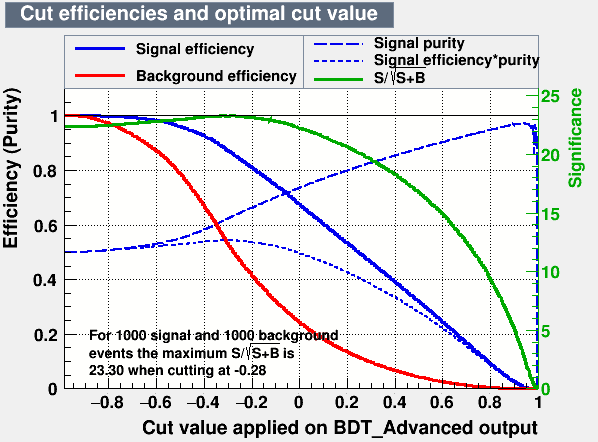 Cut efficiencies and optimal cut value
Signal efficiency
Background efficiency
Signal purity
Signal efficiency*purity
S/√S+B
Efficiency (Purity)
1
0.8
0.6
0.4
0.2
0
25
20
15
10
5
0
Significance
For 1000 signal and 1000 background
events the maximum S/√S+B is
23.30 when cutting at -0.28
−0.8 −0.6 −0.4 −0.2 0 0.2 0.4 0.6 0.8 1
Cut value applied on BDT_Advanced output